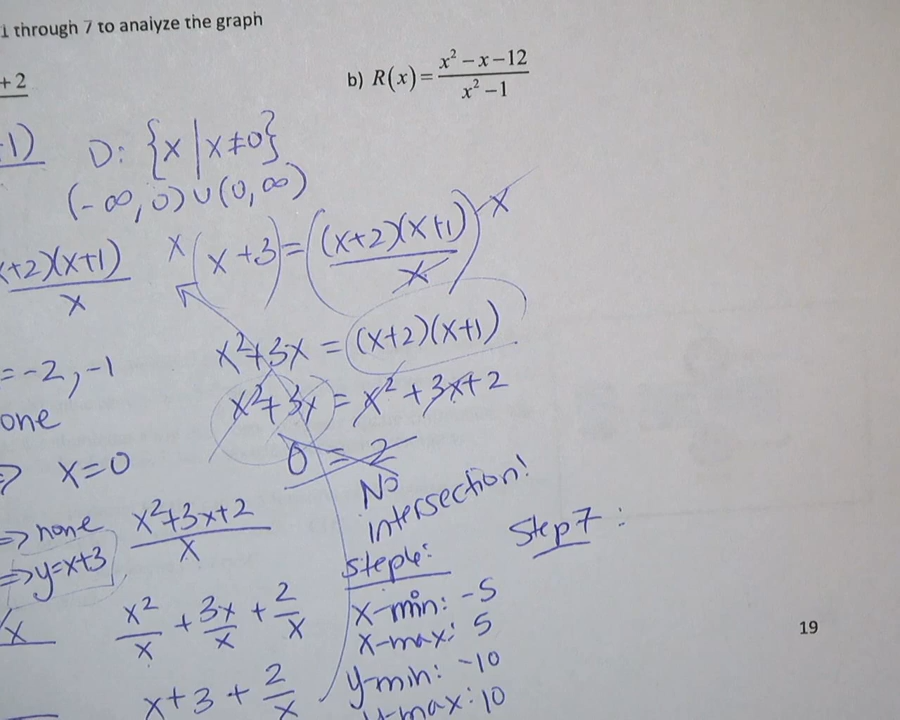 1 through 7 to analyze the graph
+ 2
b) R(x) = (x² – x – 12)/(x² – 1)
-1)
D: {x | x ≠ 0}
(-∞, 0) ∪ (0, ∞)
x+2)(x+1)
x
x (x+3) = ((x+2)(x+1)/x) x
x²+3x = (x+2)(x+1)
= -2, -1
x²+3x = x²+3x+2
one
0 = 2
=> x=0
No
intersection!
=> none
x²+3x+2
x
=> y=x+3
Step 6:
Step 7:
x
x²/x + 3x/x + 2/x
x-min: -5
x-max: 5
y-min: -10
y-max: 10
x+3 + 2/x
19